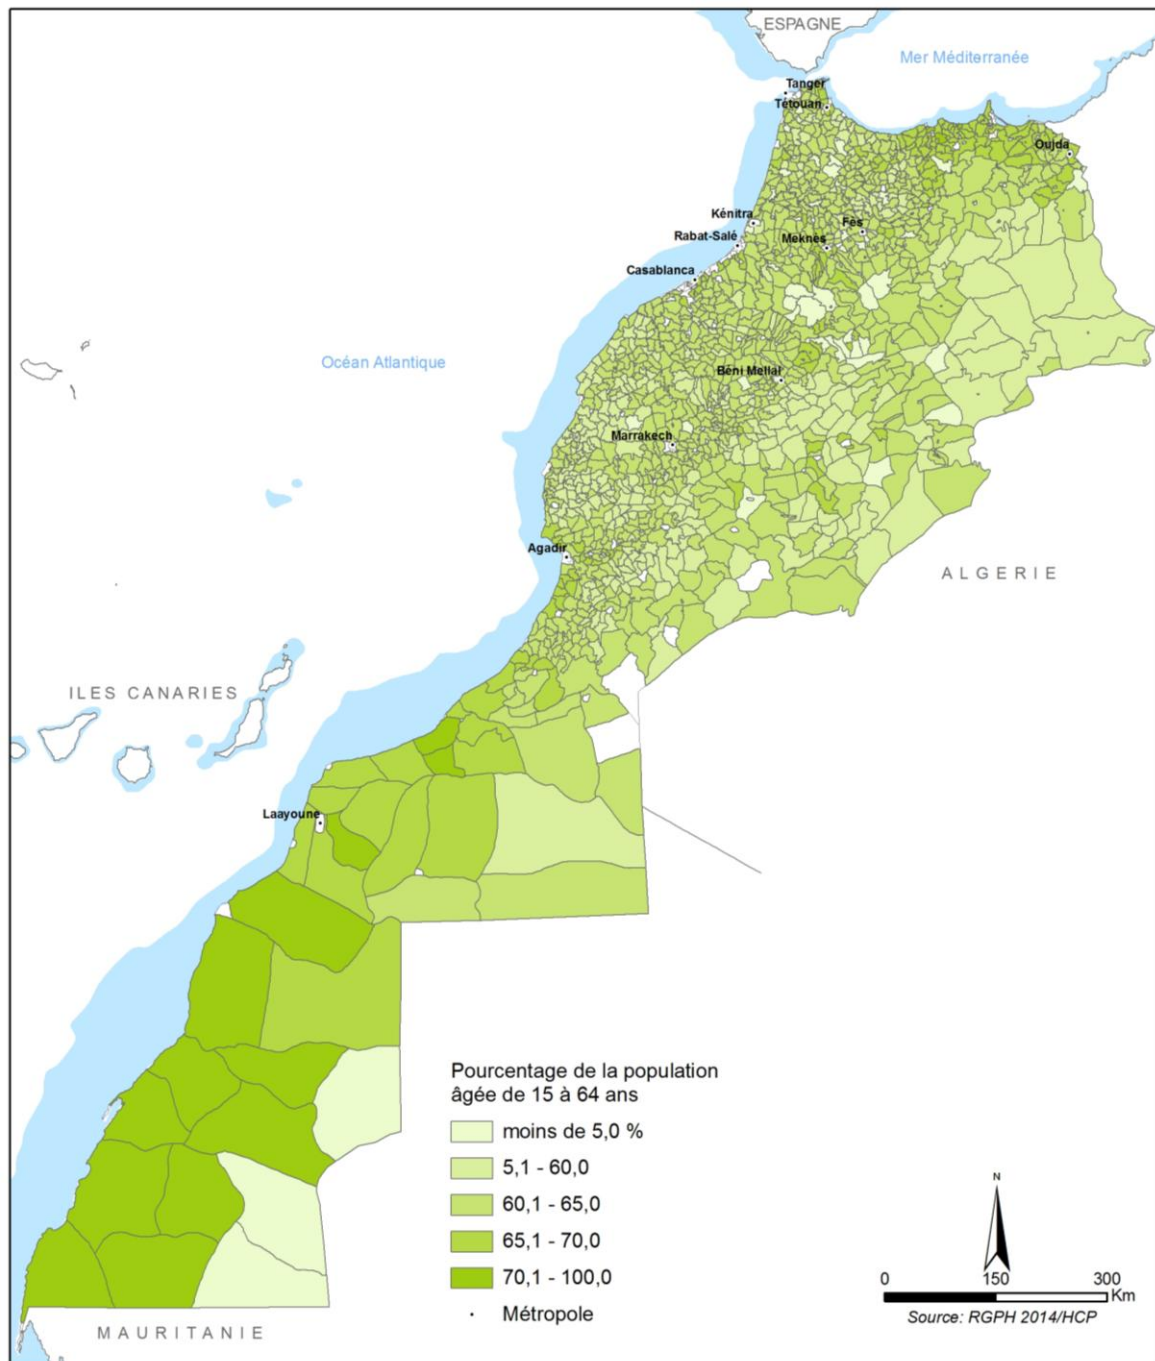 ESPAGNE
Mer Méditerranée
Tanger
Tétouan
Oujda
Kénitra
Fès
Rabat-Salé
Meknès
Casablanca
Océan Atlantique
Béni Mellal
Marrakech
Agadir
ALGERIE
ILES CANARIES
Laayoune
Pourcentage de la population
âgée de 15 à 64 ans
moins de 5,0 %
5,1 - 60,0
60,1 - 65,0
65,1 - 70,0
70,1 - 100,0
Métropole
N
0 150 300
Km
Source: RGPH 2014/HCP
MAURITANIE